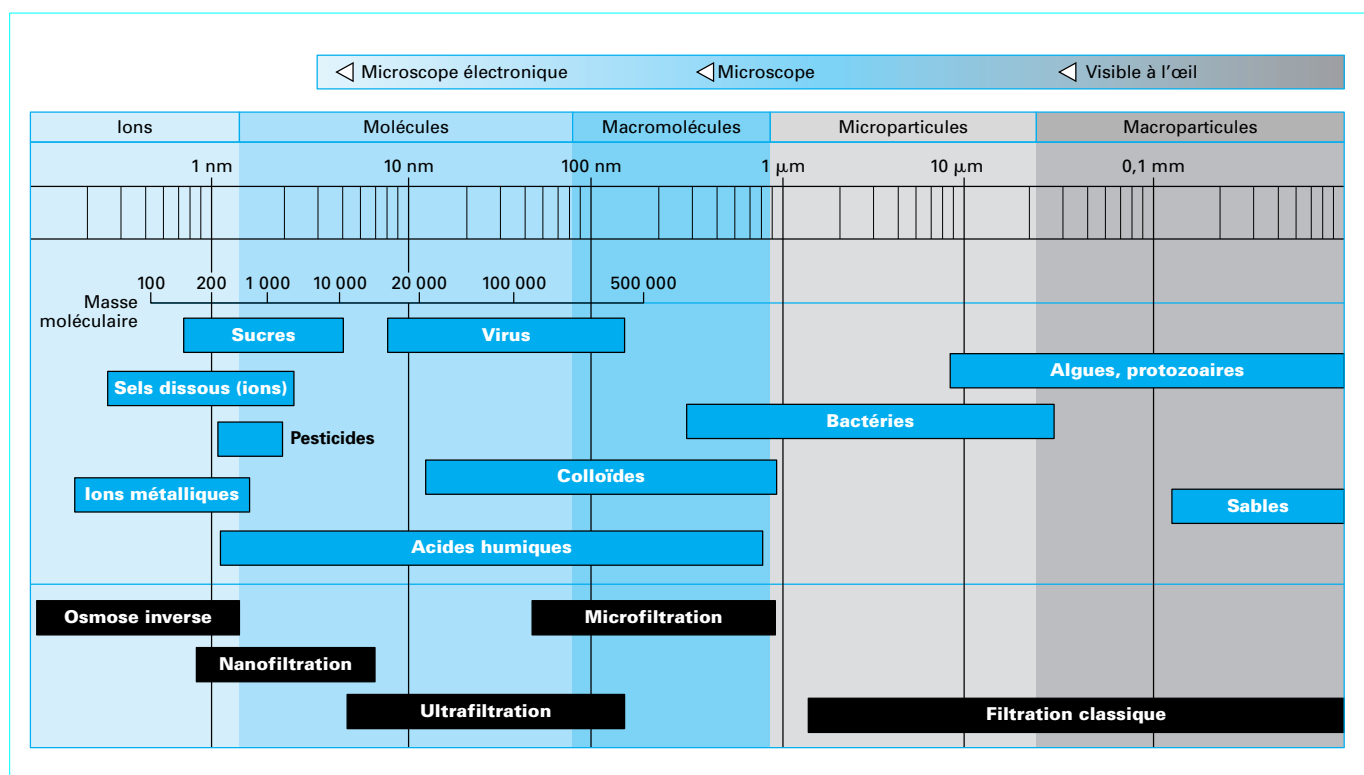 Microscope électronique
Microscope
Visible à l'œil
Ions
Molécules
Macromolécules
Microparticules
Macroparticules
1 nm
10 nm
100 nm
1 μm
10 μm
0,1 mm
100
200
1 000
10 000
20 000
100 000
500 000
Masse
moléculaire
Sucres
Virus
Algues, protozoaires
Sels dissous (ions)
Bactéries
Pesticides
Colloïdes
Ions métalliques
Sables
Acides humiques
Osmose inverse
Microfiltration
Nanofiltration
Ultrafiltration
Filtration classique